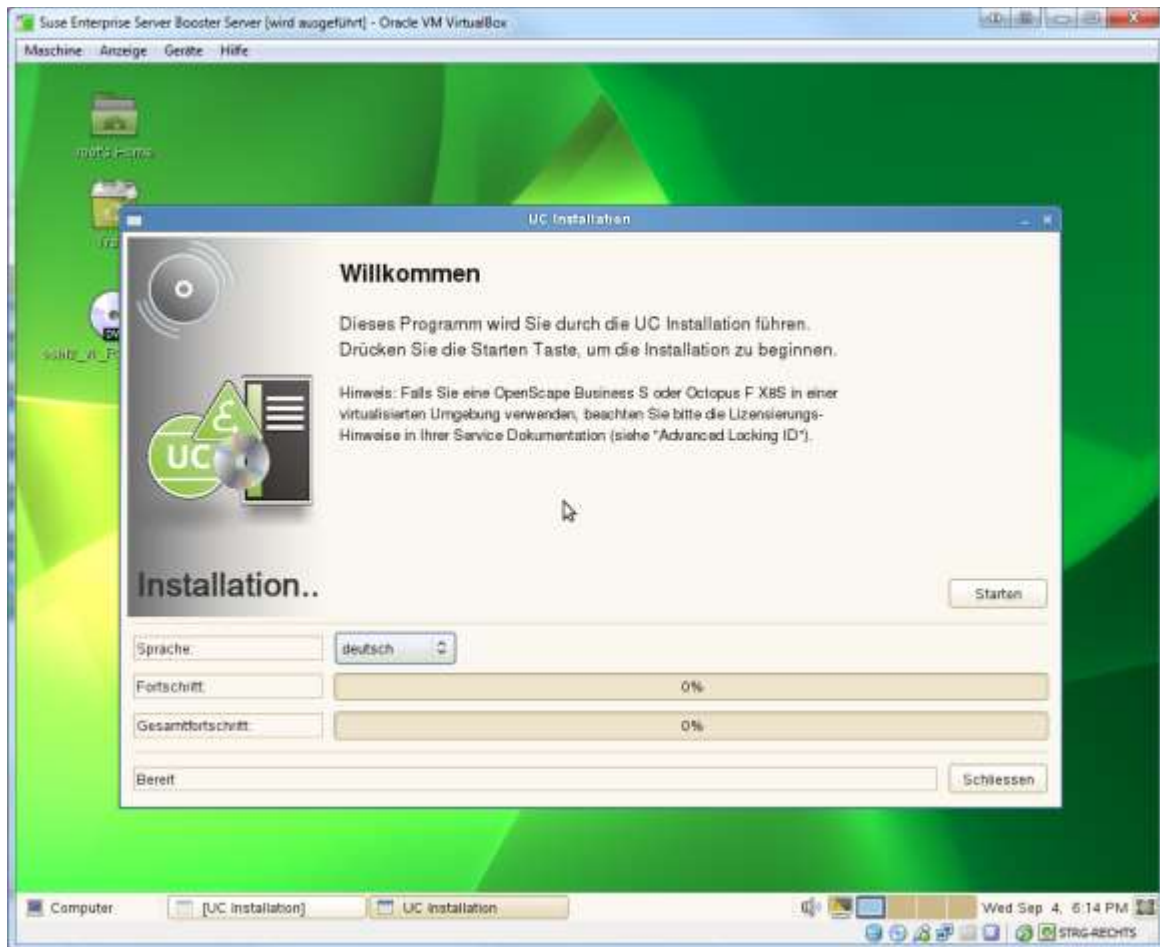 Suse Enterprise Server Booster Server [wird ausgeführt] - Oracle VM VirtualBox
Maschine Anzeige Geräte Hilfe
root's Home
UC Installation
Willkommen
Dieses Programm wird Sie durch die UC Installation führen.
Drücken Sie die Starten Taste, um die Installation zu beginnen.
Hinweis: Falls Sie eine OpenScape Business S oder Octopus F X8S in einer
virtualisierten Umgebung verwenden, beachten Sie bitte die Lizensierungs-
Hinweise in Ihrer Service Dokumentation (siehe "Advanced Locking ID").
UC
Installation..
Starten
Sprache:
deutsch
Fortschritt:
0%
Gesamtfortschritt:
0%
Bereit
Schliessen
Computer
[UC Installation]
UC Installation
Wed Sep 4, 6:14 PM
STRG-RECHTS